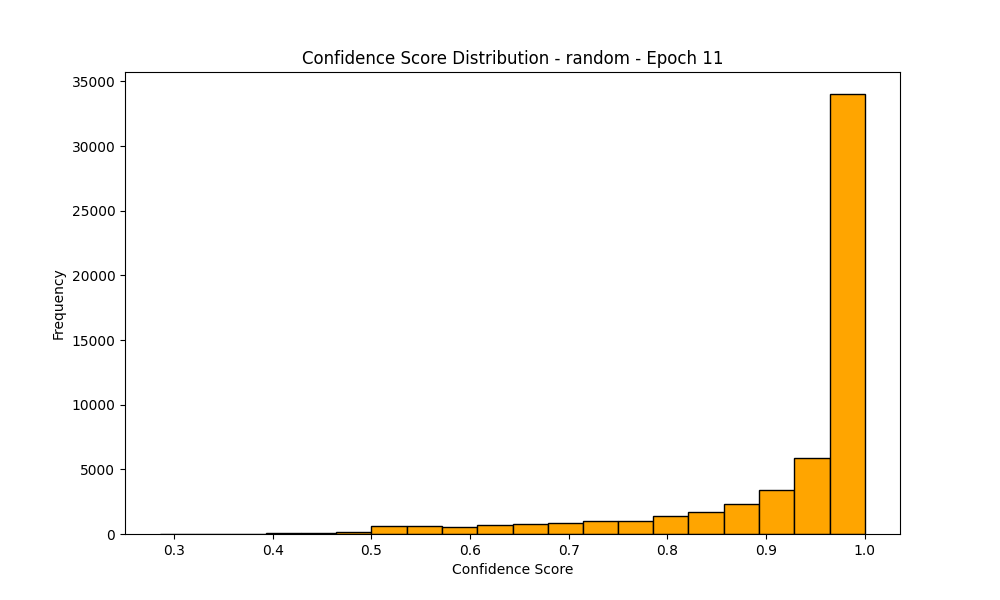 Confidence Score Distribution - random - Epoch 11
35000
30000
25000
20000
15000
10000
5000
0
0.3 0.4 0.5 0.6 0.7 0.8 0.9 1.0
Frequency
Confidence Score